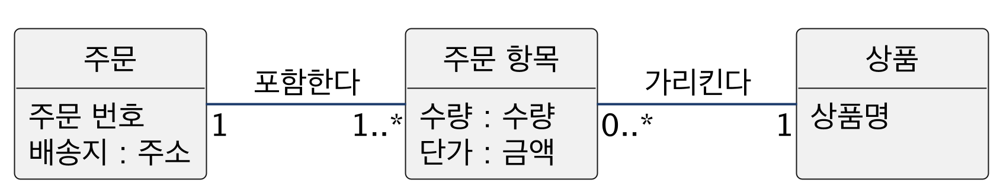 주문
주문 번호
배송지 : 주소
포함한다
1
1..*
주문 항목
수량 : 수량
단가 : 금액
가리킨다
0..*
1
상품
상품명